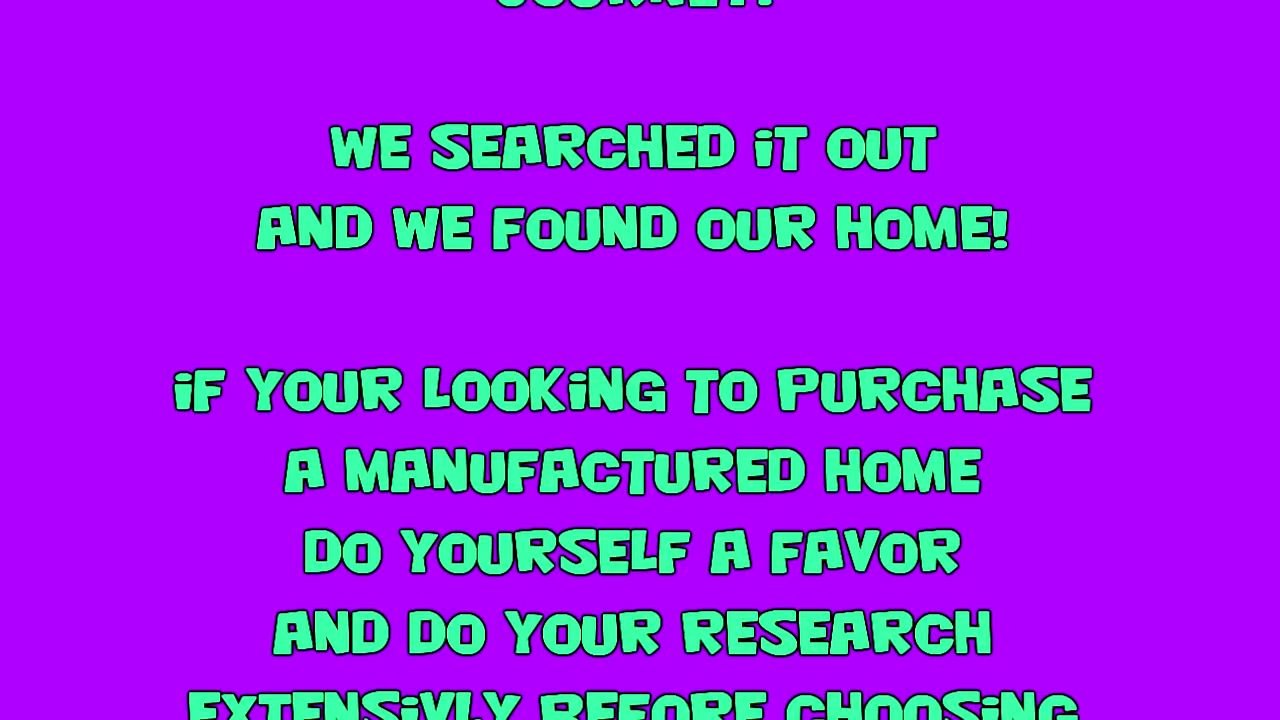 JOURNEY!
WE SEARCHED iT OUT
AND WE FOUND OUR HOME!
iF YOUR LOOKiNG TO PURCHASE
A MANUFACTURED HOME
DO YOURSELF A FAVOR
AND DO YOUR RESEARCH
EXTENSiVLY BEFORE CHOOSiNG